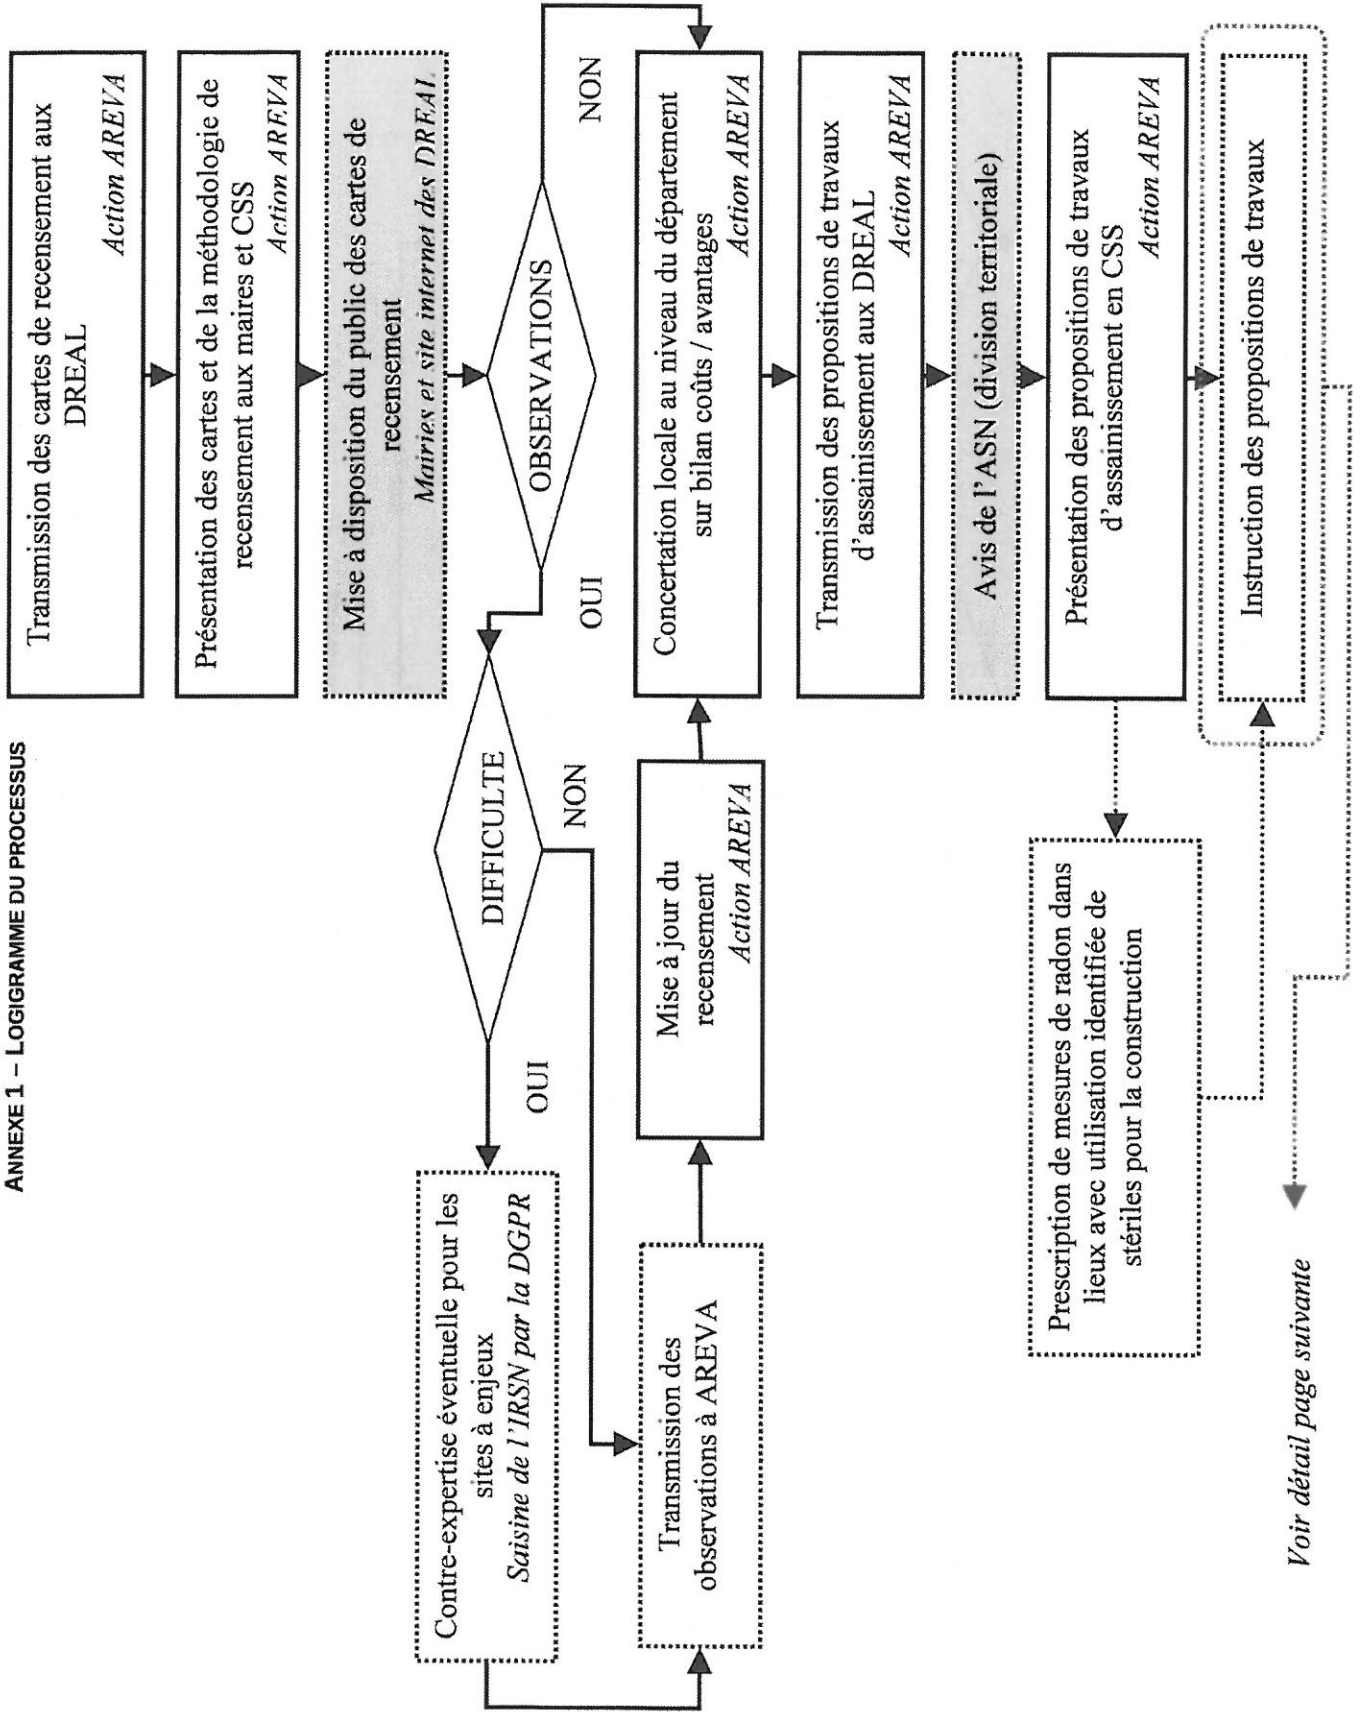 ANNEXE 1 – LOGIGRAMME DU PROCESSUS
Transmission des cartes de recensement aux
DREAL
Action AREVA
Présentation des cartes et de la méthodologie de
recensement aux maires et CSS
Action AREVA
Mise à disposition du public des cartes de
recensement
Mairies et site internet des DREAL
OBSERVATIONS
NON
OUI
DIFFICULTE
NON
OUI
Contre-expertise éventuelle pour les
sites à enjeux
Saisine de l'IRSN par la DGPR
Transmission des
observations à AREVA
Mise à jour du
recensement
Action AREVA
Concertation locale au niveau du département
sur bilan coûts / avantages
Action AREVA
Transmission des propositions de travaux
d'assainissement aux DREAL
Action AREVA
Avis de l'ASN (division territoriale)
Présentation des propositions de travaux
d'assainissement en CSS
Action AREVA
Prescription de mesures de radon dans
lieux avec utilisation identifiée de
stériles pour la construction
Instruction des propositions de travaux
Voir détail page suivante